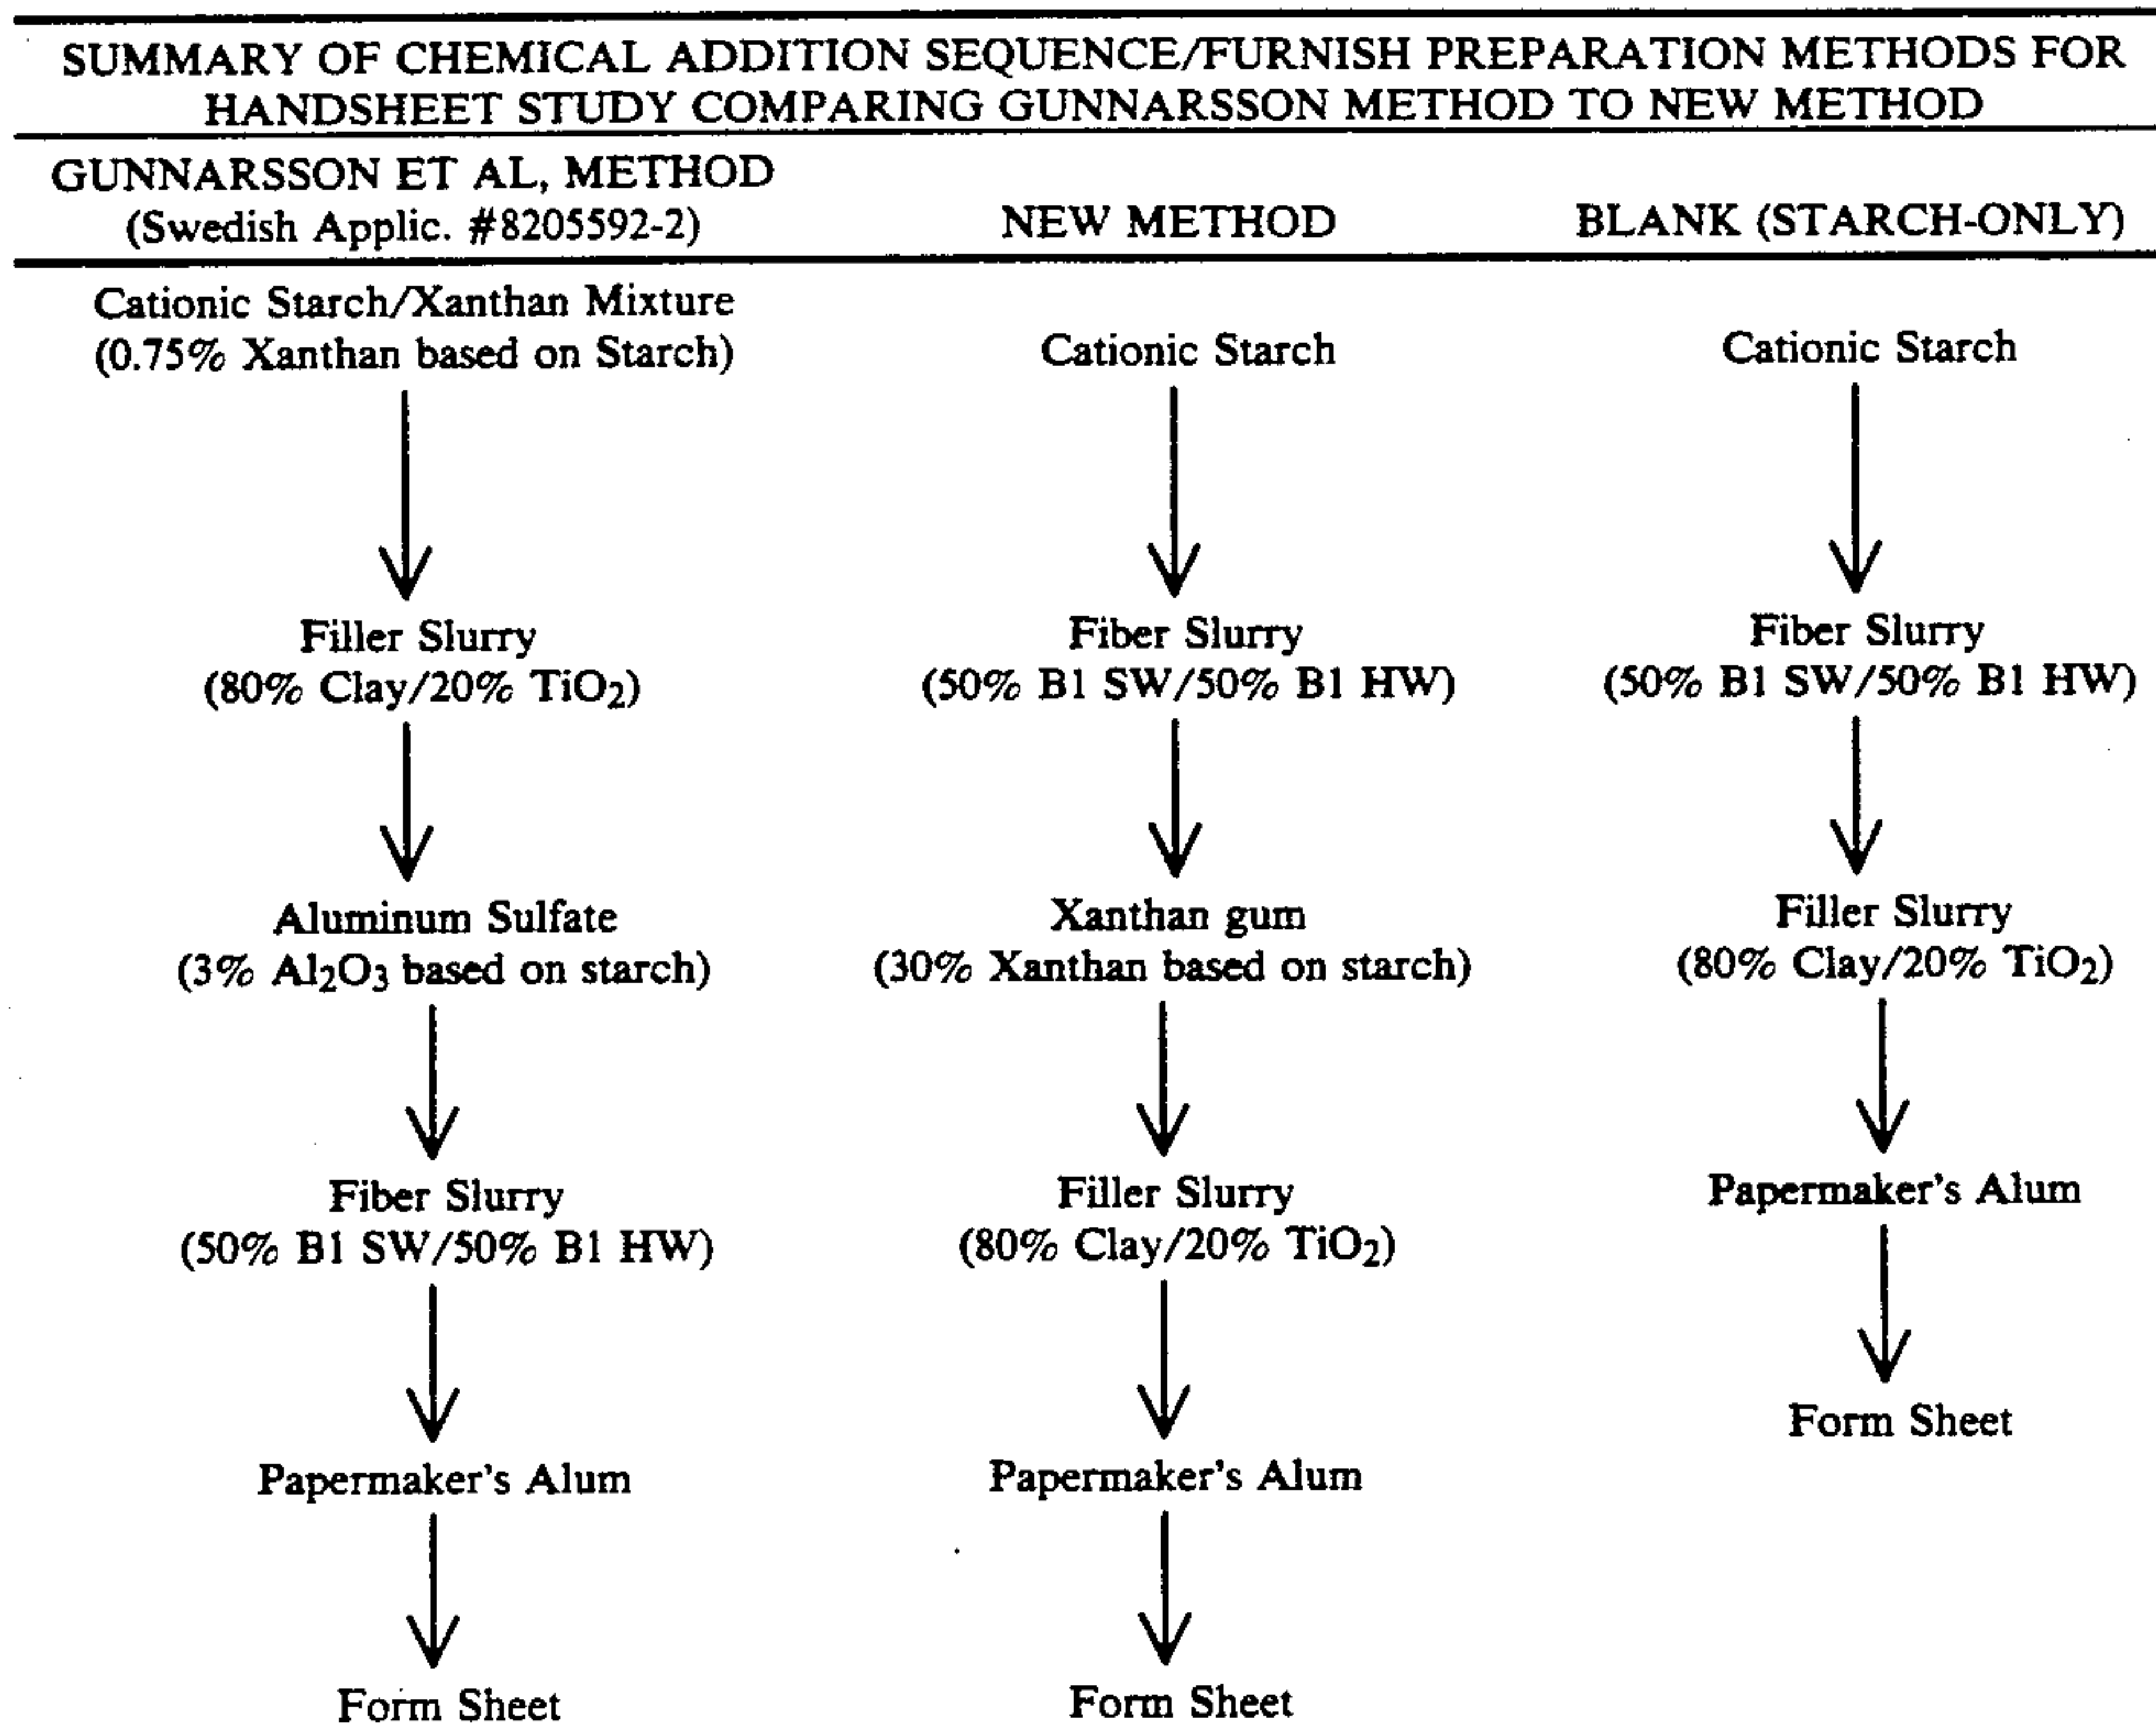 SUMMARY OF CHEMICAL ADDITION SEQUENCE/FURNISH PREPARATION METHODS FOR
HANDSHEET STUDY COMPARING GUNNARSSON METHOD TO NEW METHOD
GUNNARSSON ET AL, METHOD
(Swedish Applic. #8205592-2)
NEW METHOD
BLANK (STARCH-ONLY)
Cationic Starch/Xanthan Mixture
(0.75% Xanthan based on Starch)
Filler Slurry
(80% Clay/20% TiO₂)
Aluminum Sulfate
(3% Al₂O₃ based on starch)
Fiber Slurry
(50% B1 SW/50% B1 HW)
Papermaker's Alum
Form Sheet
Cationic Starch
Fiber Slurry
(50% B1 SW/50% B1 HW)
Xanthan gum
(30% Xanthan based on starch)
Filler Slurry
(80% Clay/20% TiO₂)
Papermaker's Alum
Form Sheet
Cationic Starch
Fiber Slurry
(50% B1 SW/50% B1 HW)
Filler Slurry
(80% Clay/20% TiO₂)
Papermaker's Alum
Form Sheet